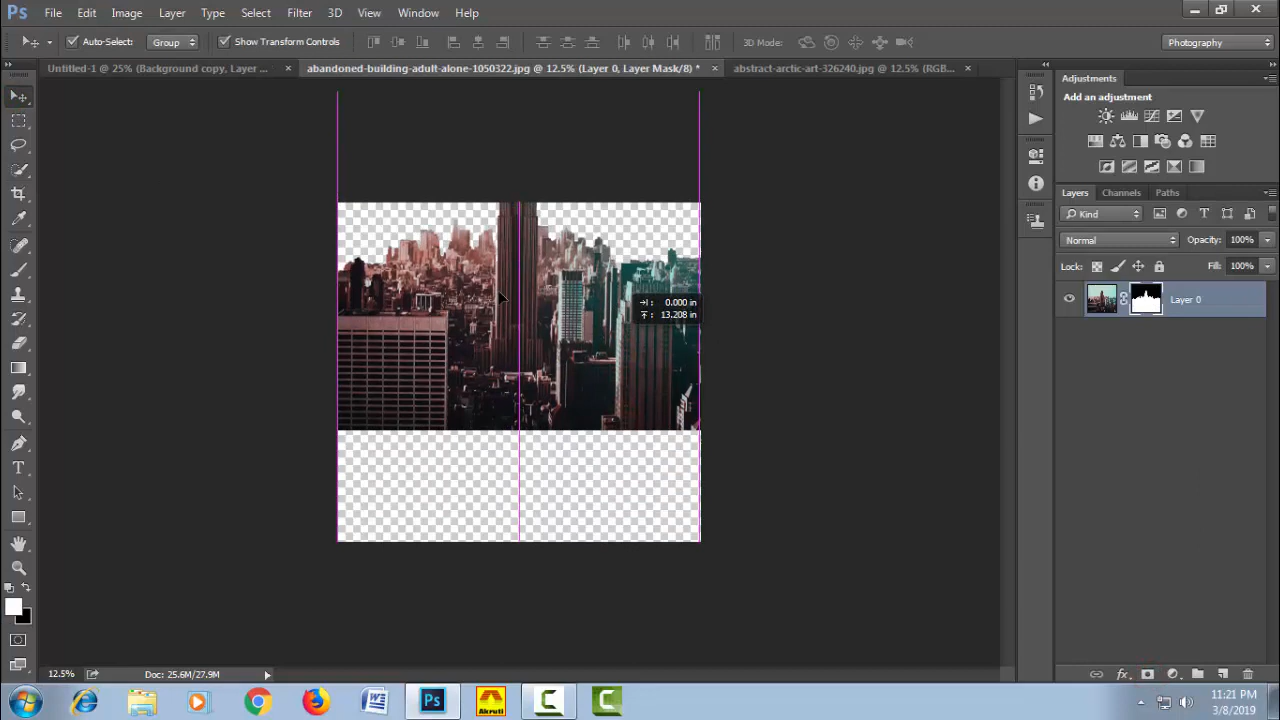 Ps File Edit Image Layer Type Select Filter 3D View Window Help
Auto-Select: Group Show Transform Controls 3D Mode: Photography
Untitled-1 @ 25% (Background copy, Layer ... × abandoned-building-adult-alone-1050322.jpg @ 12.5% (Layer 0, Layer Mask/8) * × abstract-arctic-art-326240.jpg @ 12.5% (RGB... ×
Adjustments
Add an adjustment
Layers Channels Paths
Kind
Normal Opacity: 100%
Lock: Fill: 100%
Layer 0
: 0.000 in
: 13.208 in
12.5% Doc: 25.6M/27.9M
Ps Akruti
11:21 PM
3/8/2019